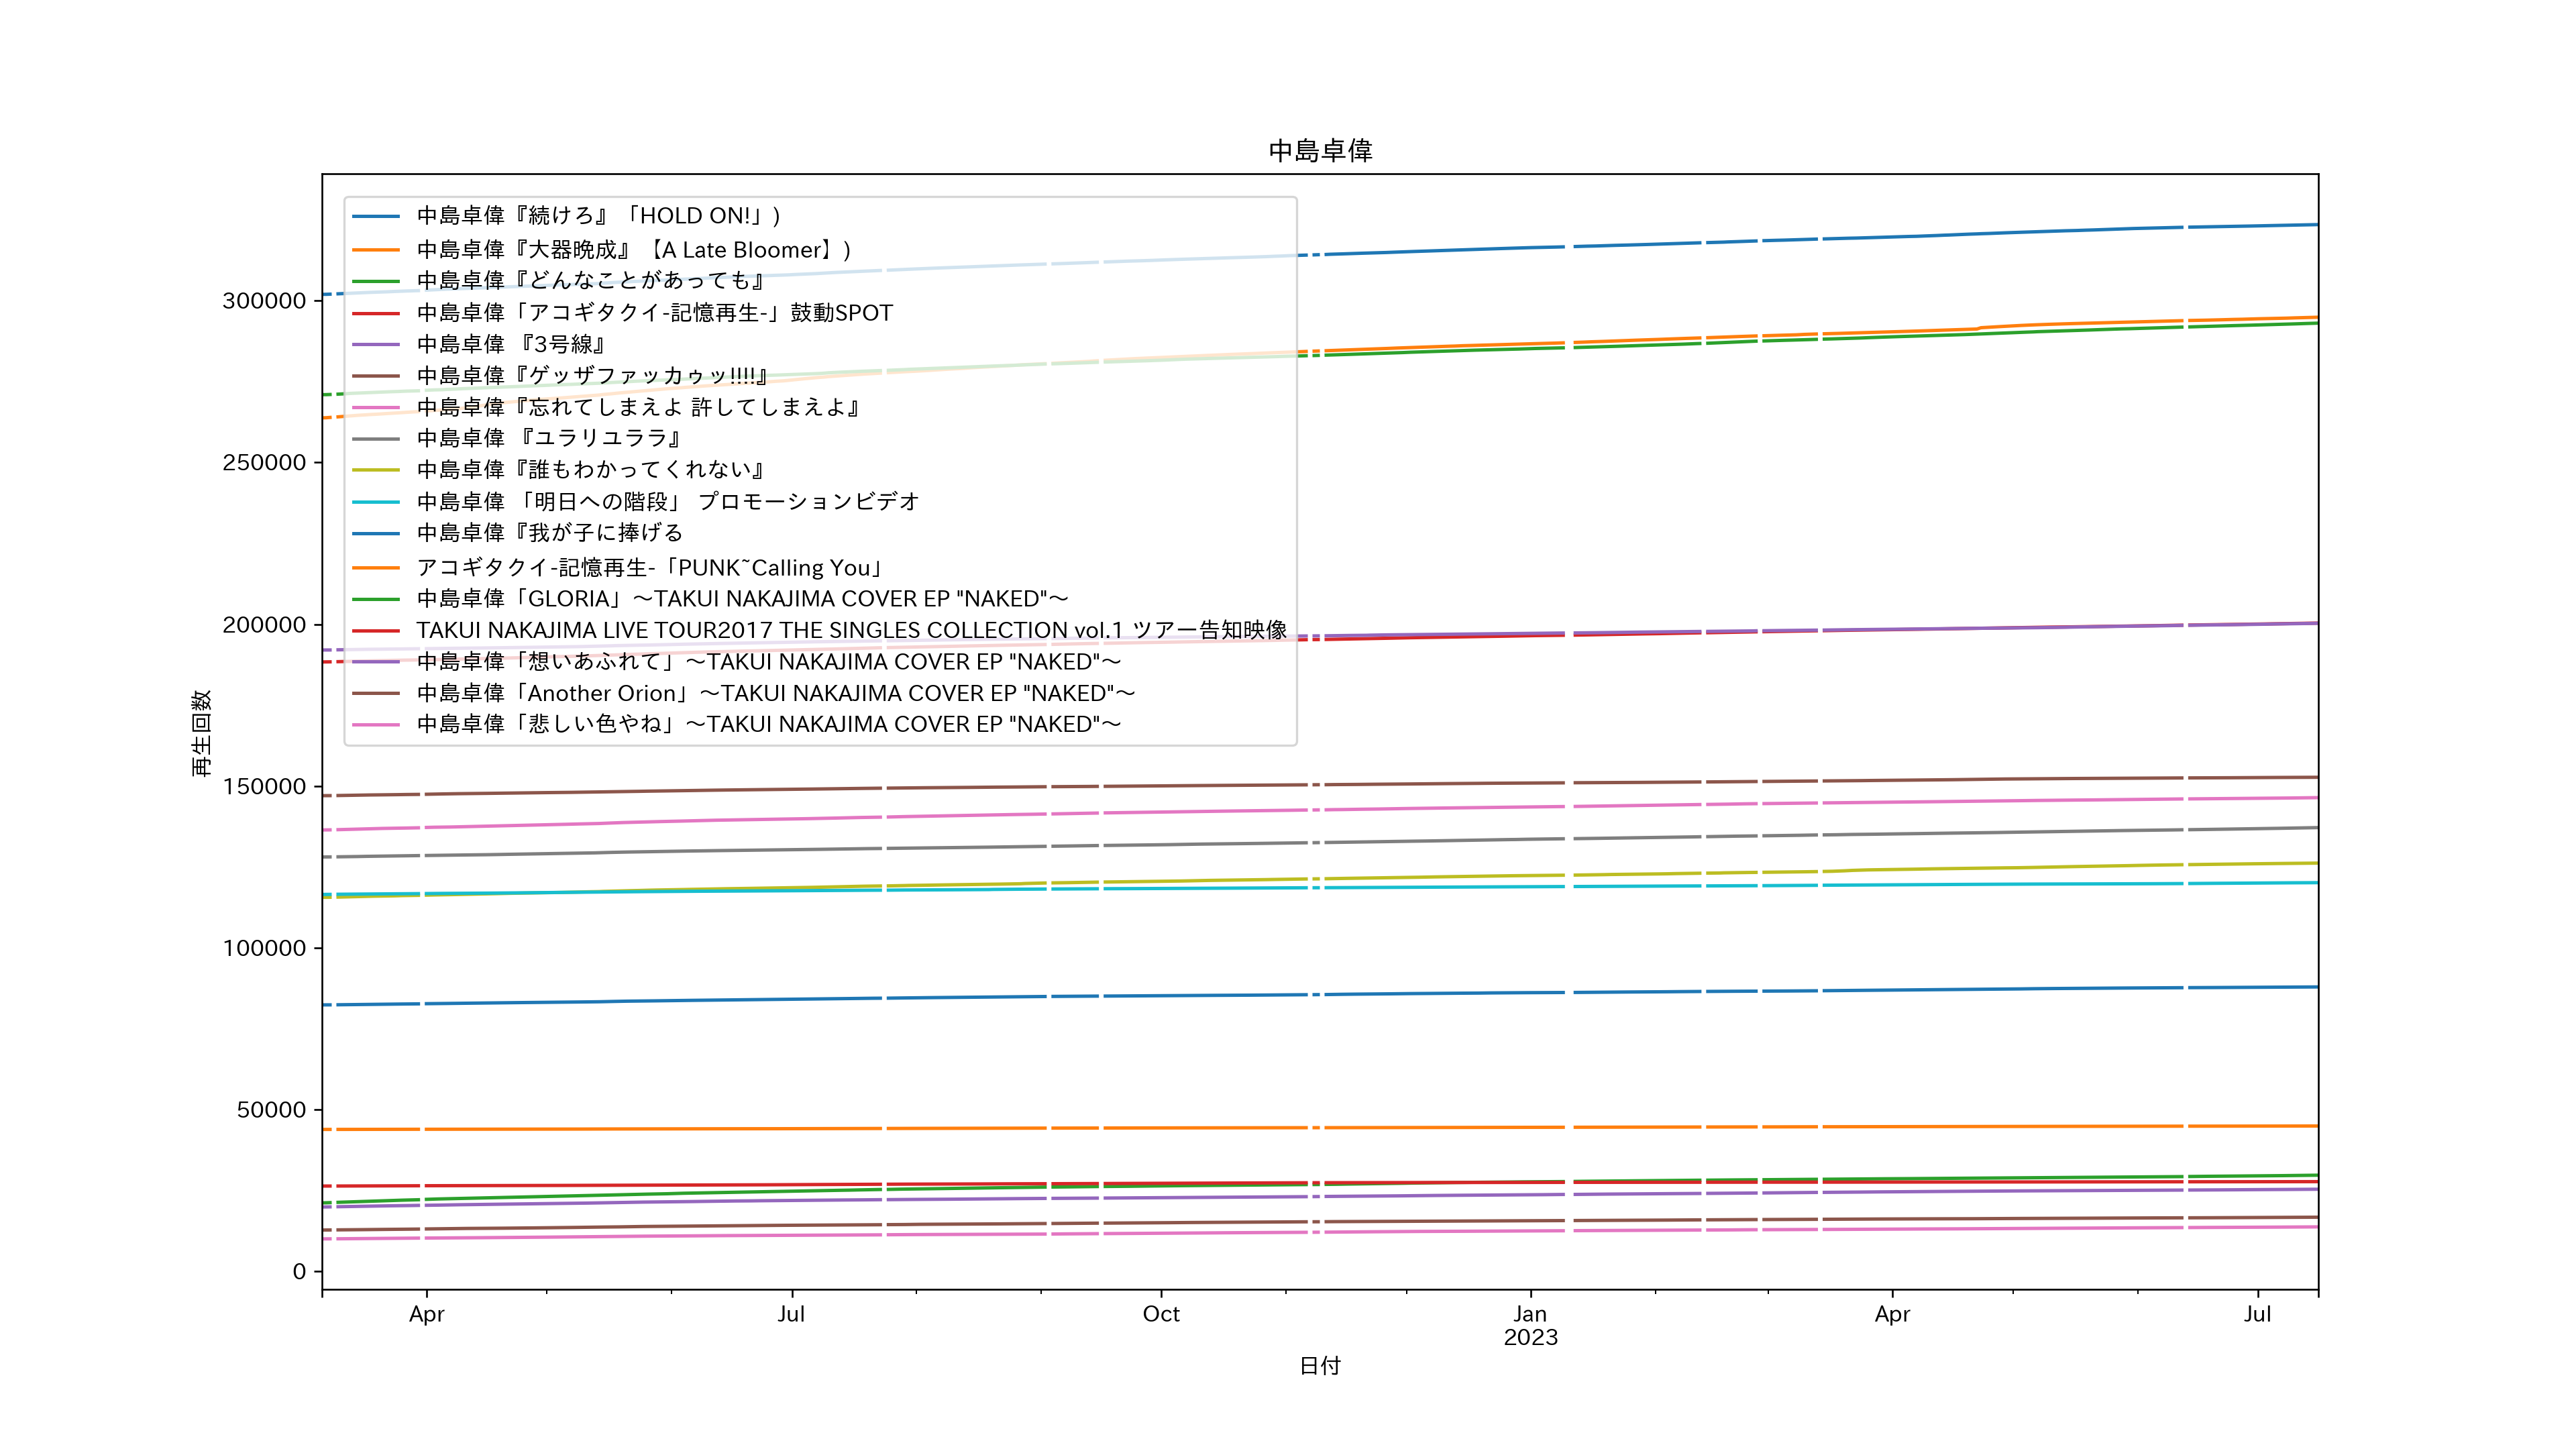 中島卓偉
中島卓偉『続けろ』「HOLD ON!」)
中島卓偉『大器晩成』【A Late Bloomer】)
中島卓偉『どんなことがあっても』
中島卓偉「アコギタクイ-記憶再生-」鼓動SPOT
中島卓偉 『3号線』
中島卓偉『ゲッザファッカゥッ!!!!』
中島卓偉『忘れてしまえよ 許してしまえよ』
中島卓偉 『ユラリユララ』
中島卓偉『誰もわかってくれない』
中島卓偉 「明日への階段」 プロモーションビデオ
中島卓偉『我が子に捧げる
アコギタクイ-記憶再生-「PUNK~Calling You」
中島卓偉「GLORIA」〜TAKUI NAKAJIMA COVER EP "NAKED"〜
TAKUI NAKAJIMA LIVE TOUR2017 THE SINGLES COLLECTION vol.1 ツアー告知映像
中島卓偉「想いあふれて」〜TAKUI NAKAJIMA COVER EP "NAKED"〜
中島卓偉「Another Orion」〜TAKUI NAKAJIMA COVER EP "NAKED"〜
中島卓偉「悲しい色やね」〜TAKUI NAKAJIMA COVER EP "NAKED"〜
再生回数
300000
250000
200000
150000
100000
50000
0
Apr Jul Oct Jan Apr Jul
2023
日付